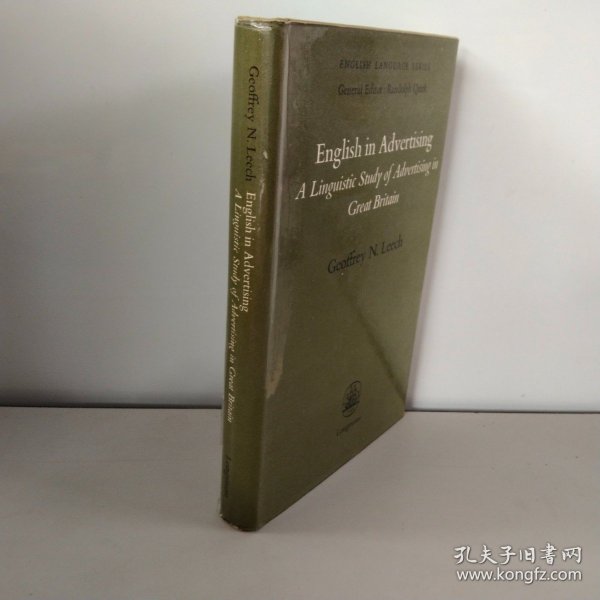 ENGLISH LANGUAGE SERIES
General Editor: Randolph Quirk
English in Advertising
A Linguistic Study of Advertising in
Great Britain
Geoffrey N. Leech
Longmans
Geoffrey N. Leech English in Advertising
A Linguistic Study of Advertising in Great Britain
Longmans
孔夫子旧書网
www.kongfz.com